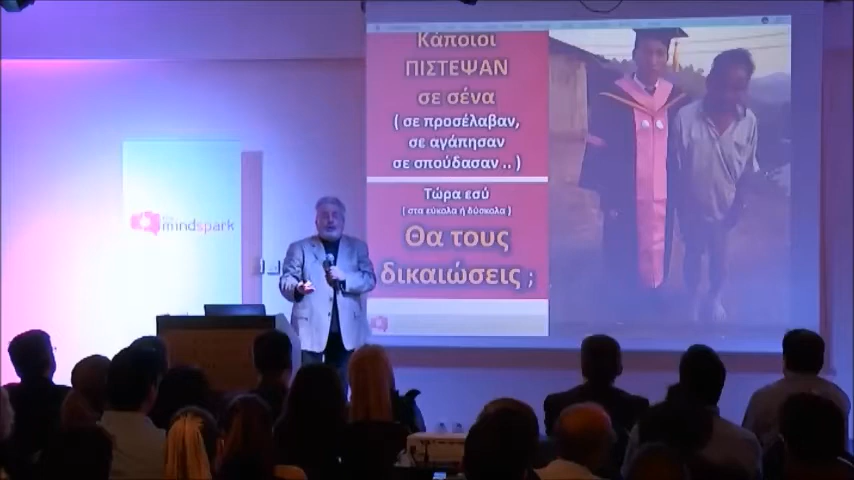 mindspark
Κάποιοι
ΠΙΣΤΕΨΑΝ
σε σένα
( σε προσέλαβαν,
σε αγάπησαν
σε σπούδασαν .. )
Τώρα εσύ
( στα εύκολα ή δύσκολα )
Θα τους
δικαιώσεις ;